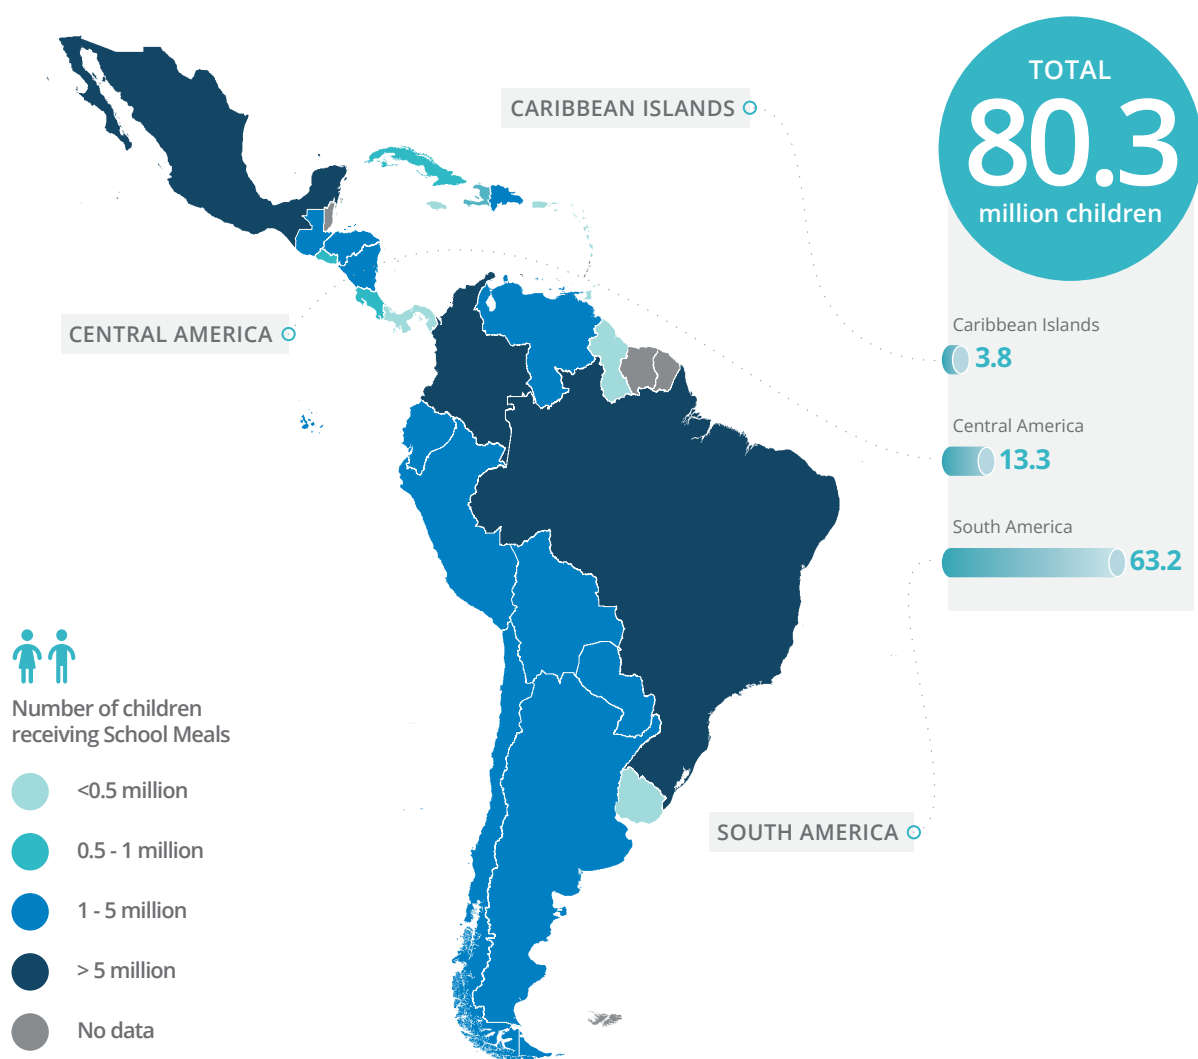 TOTAL
80.3
million children
CARIBBEAN ISLANDS
CENTRAL AMERICA
Caribbean Islands
3.8
Central America
13.3
South America
63.2
SOUTH AMERICA
Number of children
receiving School Meals
<0.5 million
0.5 - 1 million
1 - 5 million
> 5 million
No data